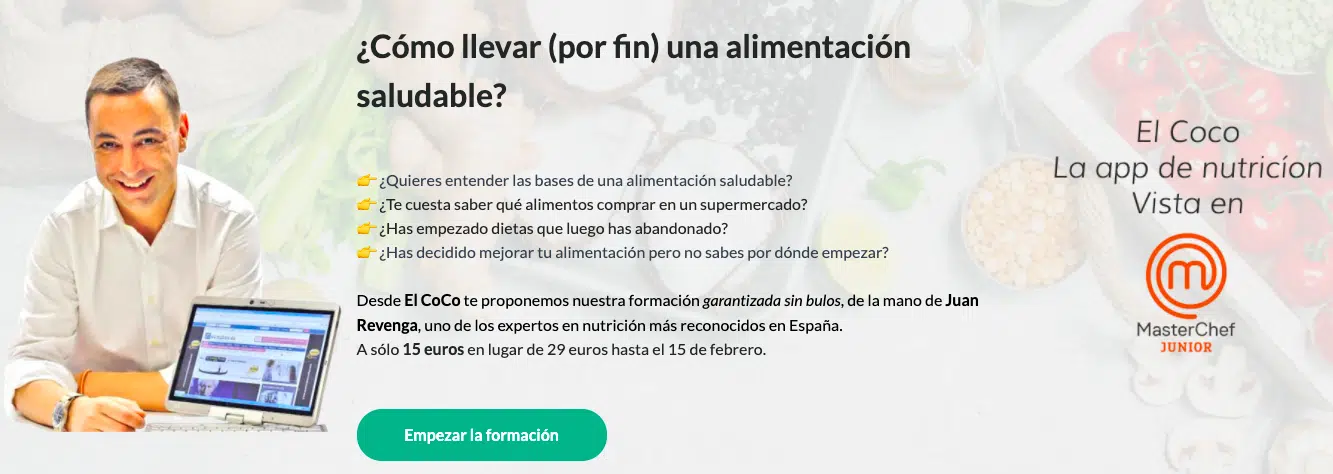 ¿Cómo llevar (por fin) una alimentación
saludable?
👉¿Quieres entender las bases de una alimentación saludable?
👉¿Te cuesta saber qué alimentos comprar en un supermercado?
👉¿Has empezado dietas que luego has abandonado?
👉¿Has decidido mejorar tu alimentación pero no sabes por dónde empezar?
Desde El CoCo te proponemos nuestra formación garantizada sin bulos, de la mano de Juan
Revenga, uno de los expertos en nutrición más reconocidos en España.
A sólo 15 euros en lugar de 29 euros hasta el 15 de febrero.
Empezar la formación
El Coco
La app de nutricíon
Vista en
m
MasterChef
JUNIOR